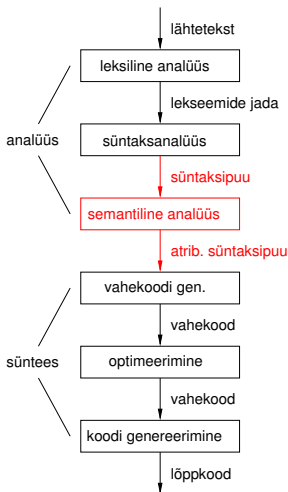 lähtetekst
leksiline analüüs
lekseemide jada
analüüs
süntaksanalüüs
süntaksipuu
semantiline analüüs
atrib. süntaksipuu
vahekoodi gen.
vahekood
süntees
optimeerimine
vahekood
koodi genereerimine
lõppkood